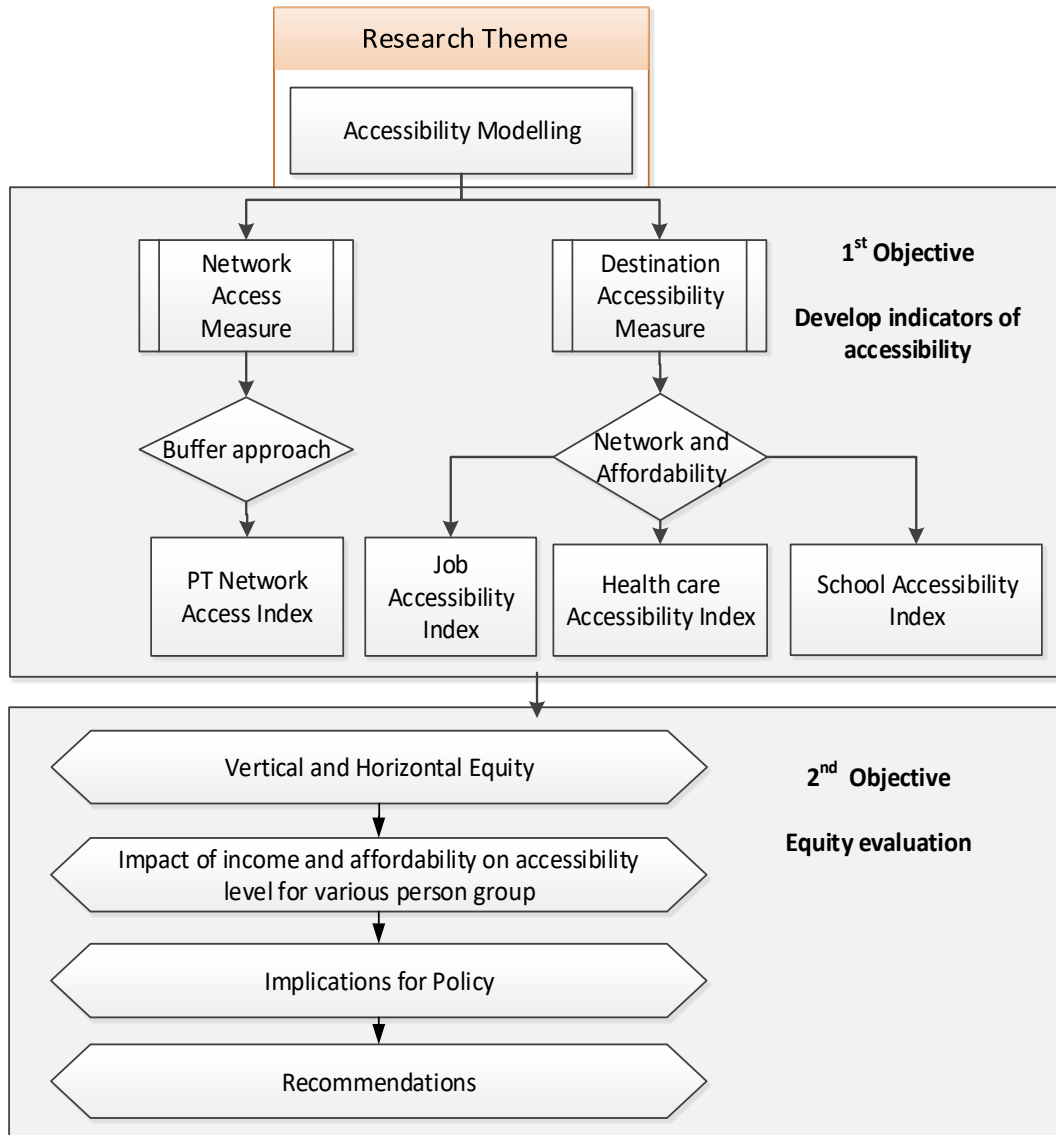 Research Theme
Accessibility Modelling
Network
Access
Measure
Destination
Accessibility
Measure
1st Objective
Develop indicators of
accessibility
Buffer approach
Network and
Affordability
PT Network
Access Index
Job
Accessibility
Index
Health care
Accessibility Index
School Accessibility
Index
Vertical and Horizontal Equity
2nd Objective
Equity evaluation
Impact of income and affordability on accessibility
level for various person group
Implications for Policy
Recommendations